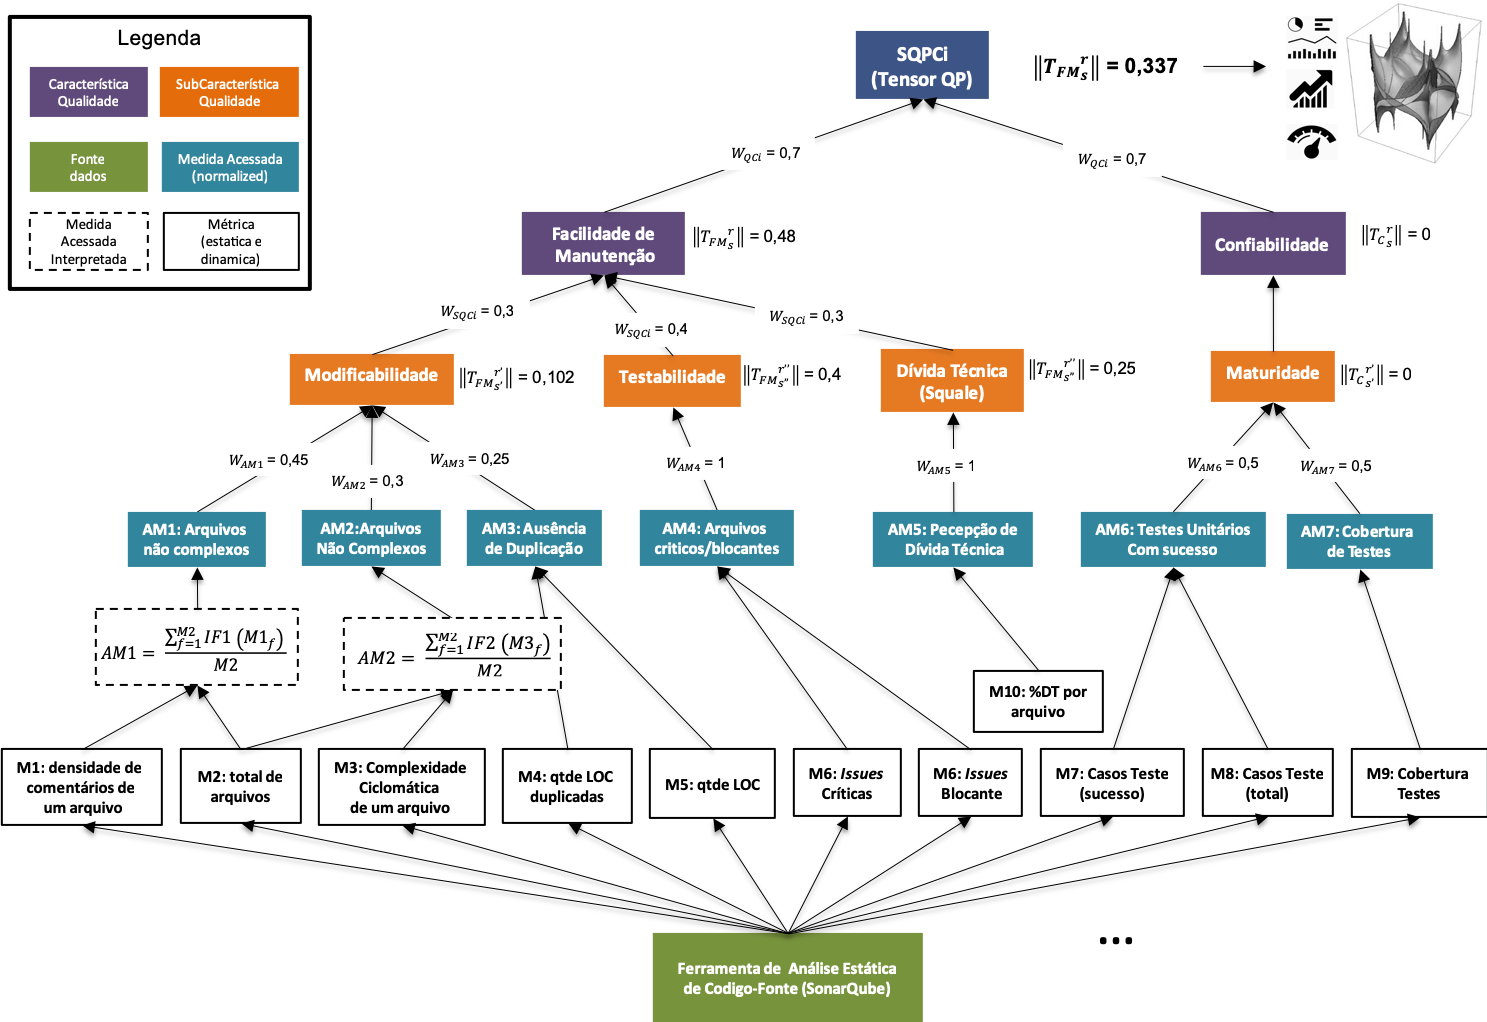 Legenda
Característica
Qualidade
SubCaracterística
Qualidade
Fonte
dados
Medida Acessada
(normalized)
Medida
Acessada
Interpretada
Métrica
(estatica e
dinamica)
SQPCi
(Tensor QP)
‖T_{FM_s}^r‖ = 0,337
W_{QCi} = 0,7
W_{QCi} = 0,7
Facilidade de
Manutenção
‖T_{FM_s}^r‖ = 0,48
Confiabilidade
‖T_{C_s}^r‖ = 0
W_{SQCi} = 0,3
W_{SQCi} = 0,4
W_{SQCi} = 0,3
Modificabilidade
‖T_{FM_{s'}}^{r'}‖ = 0,102
Testabilidade
‖T_{FM_{s''}}^{r''}‖ = 0,4
Dívida Técnica
(Squale)
‖T_{FM_{s''}}^{r''}‖ = 0,25
Maturidade
‖T_{C_{s'}}^{r'}‖ = 0
W_{AM1} = 0,45
W_{AM2} = 0,3
W_{AM3} = 0,25
W_{AM4} = 1
W_{AM5} = 1
W_{AM6} = 0,5
W_{AM7} = 0,5
AM1: Arquivos
não complexos
AM2:Arquivos
Não Complexos
AM3: Ausência
de Duplicação
AM4: Arquivos
criticos/blocantes
AM5: Pecepção de
Dívida Técnica
AM6: Testes Unitários
Com sucesso
AM7: Cobertura
de Testes
AM1 = \frac{\sum_{f=1}^{M2} IF1 (M1_f)}{M2}
AM2 = \frac{\sum_{f=1}^{M2} IF2 (M3_f)}{M2}
M10: %DT por
arquivo
M1: densidade de
comentários de
um arquivo
M2: total de
arquivos
M3: Complexidade
Ciclomática
de um arquivo
M4: qtde LOC
duplicadas
M5: qtde LOC
M6: Issues
Críticas
M6: Issues
Blocante
M7: Casos Teste
(sucesso)
M8: Casos Teste
(total)
M9: Cobertura
Testes
Ferramenta de Análise Estática
de Codigo-Fonte (SonarQube)
...